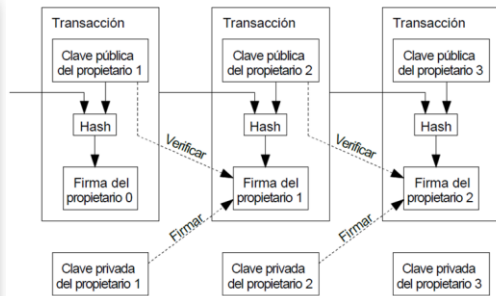 Transacción
Clave pública
del propietario 1
Hash
Firma del
propietario 0
Transacción
Clave pública
del propietario 2
Hash
Verificar
Firma del
propietario 1
Transacción
Clave pública
del propietario 3
Hash
Verificar
Firma del
propietario 2
Firmar
Firmar
Clave privada
del propietario 1
Clave privada
del propietario 2
Clave privada
del propietario 3